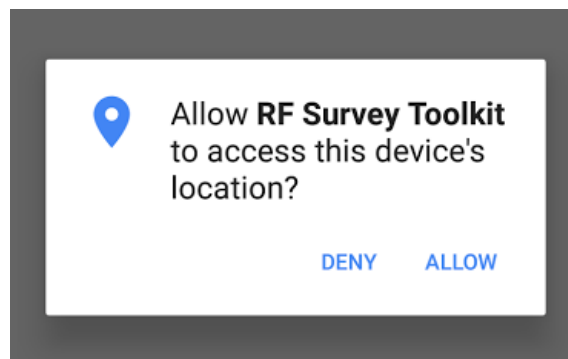 Allow RF Survey Toolkit
to access this device's
location?
DENY ALLOW